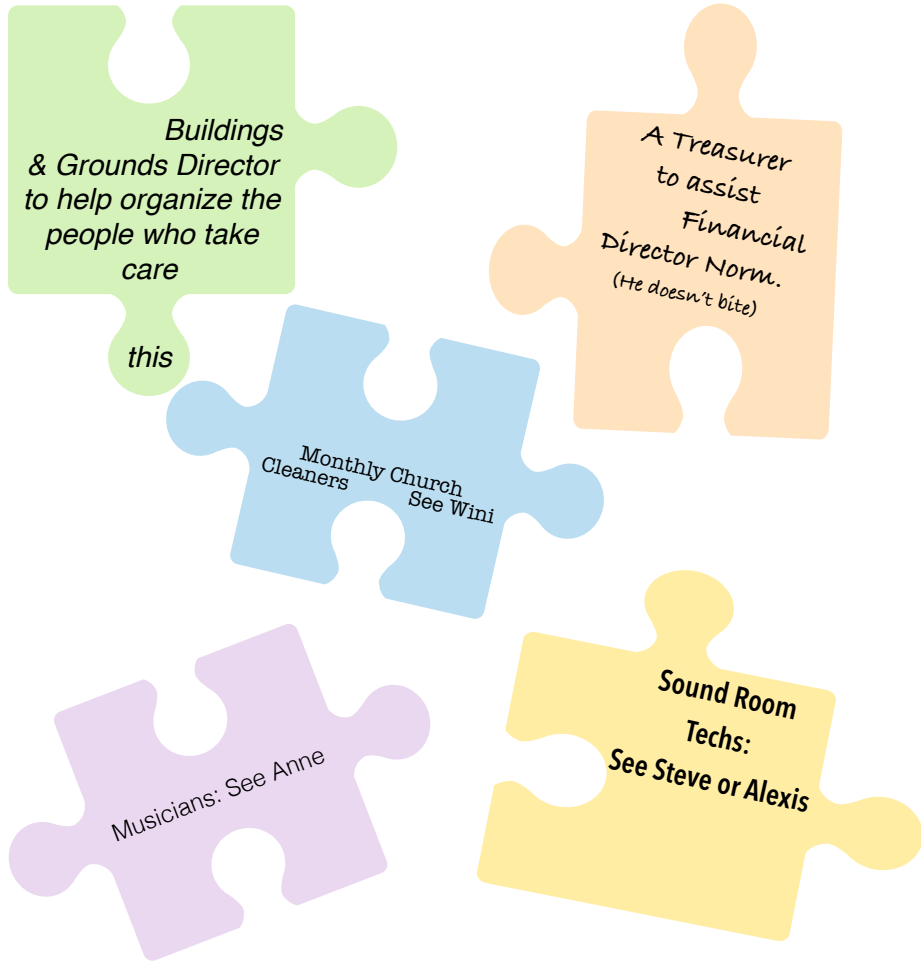 Buildings
& Grounds Director
to help organize the
people who take
care
this
A Treasurer
to assist
Financial
Director Norm.
(He doesn't bite)
Monthly Church
Cleaners See Wini
Musicians: See Anne
Sound Room
Techs:
See Steve or Alexis